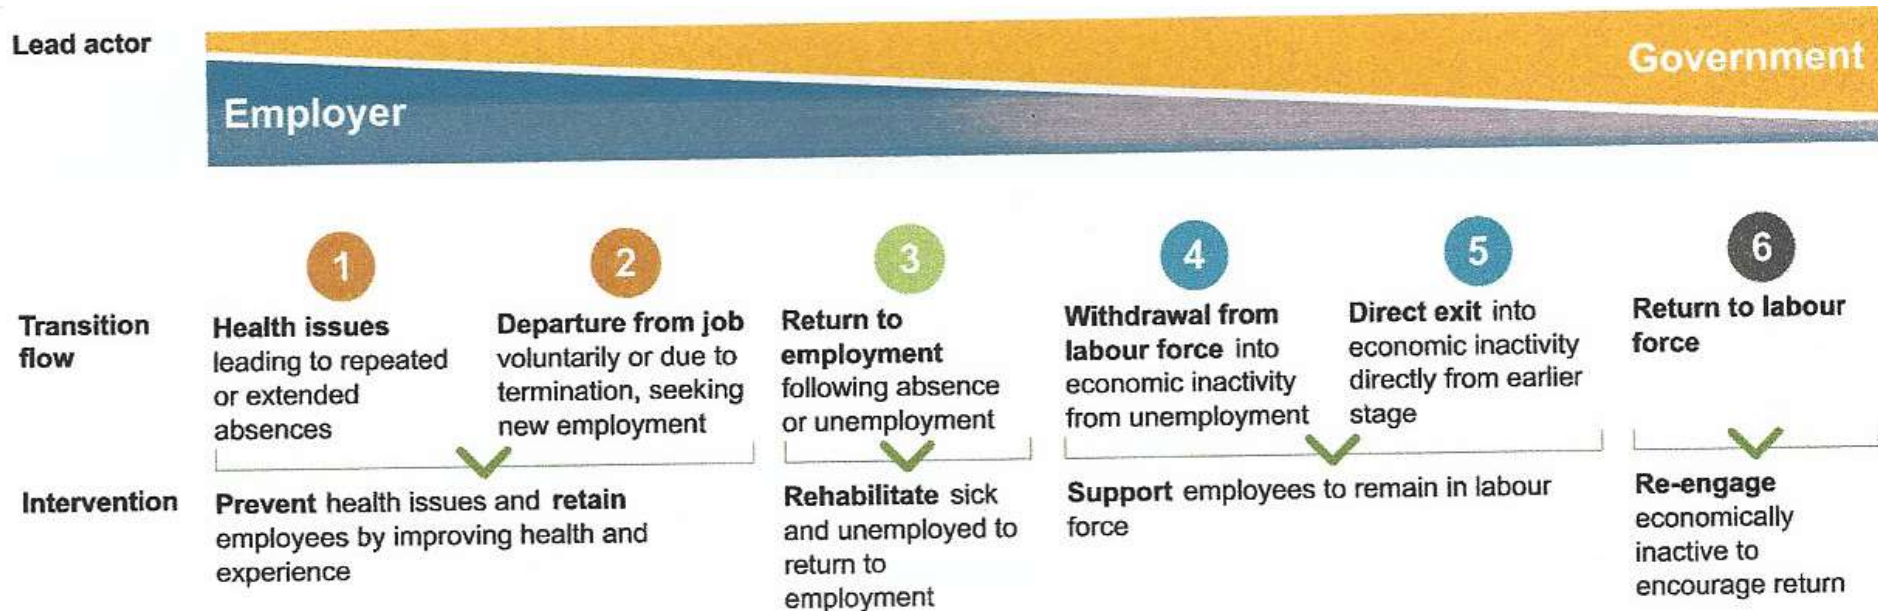 Lead actor
Government
Employer
1
2
3
4
5
6
Transition
flow
Health issues
leading to repeated
or extended
absences
Departure from job
voluntarily or due to
termination, seeking
new employment
Return to
employment
following absence
or unemployment
Withdrawal from
labour force into
economic inactivity
from unemployment
Direct exit into
economic inactivity
directly from earlier
stage
Return to labour
force
Intervention
Prevent health issues and retain
employees by improving health and
experience
Rehabilitate sick
and unemployed to
return to
employment
Support employees to remain in labour
force
Re-engage
economically
inactive to
encourage return